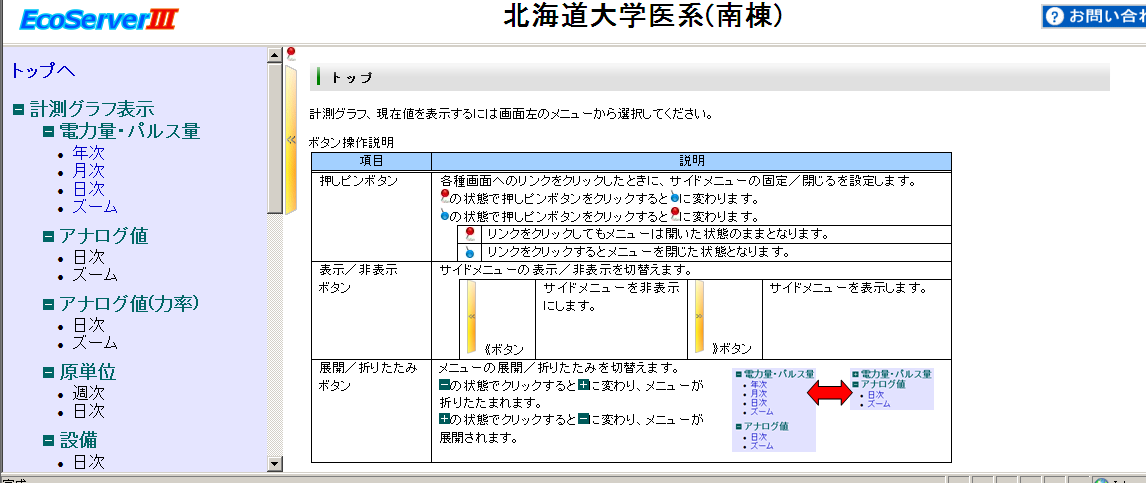 EcoServerIII
北海道大学医系(南棟)
お問い合わ
トップへ
計測グラフ表示
電力量・パルス量
年次
月次
日次
ズーム
アナログ値
日次
ズーム
アナログ値(力率)
日次
ズーム
原単位
週次
日次
設備
日次
トップ
計測グラフ、現在値を表示するには画面左のメニューから選択してください。
ボタン操作説明
項目 説明
押しピンボタン
各種画面へのリンクをクリックしたときに、サイドメニューの固定／閉じるを設定します。
の状態で押しピンボタンをクリックするとに変わります。
の状態で押しピンボタンをクリックするとに変わります。
リンクをクリックしてもメニューは開いた状態のままとなります。
リンクをクリックするとメニューを閉じた状態となります。
表示／非表示
ボタン
サイドメニューの表示／非表示を切替えます。
《ボタン
サイドメニューを非表示
にします。
》ボタン
サイドメニューを表示します。
展開／折りたたみ
ボタン
メニューの展開／折りたたみを切替えます。
の状態でクリックするとに変わり、メニューが
折りたたまれます。
の状態でクリックするとに変わり、メニューが
展開されます。
電力量・パルス量
年次
月次
日次
ズーム
アナログ値
日次
ズーム
電力量・パルス量
アナログ値
日次
ズーム